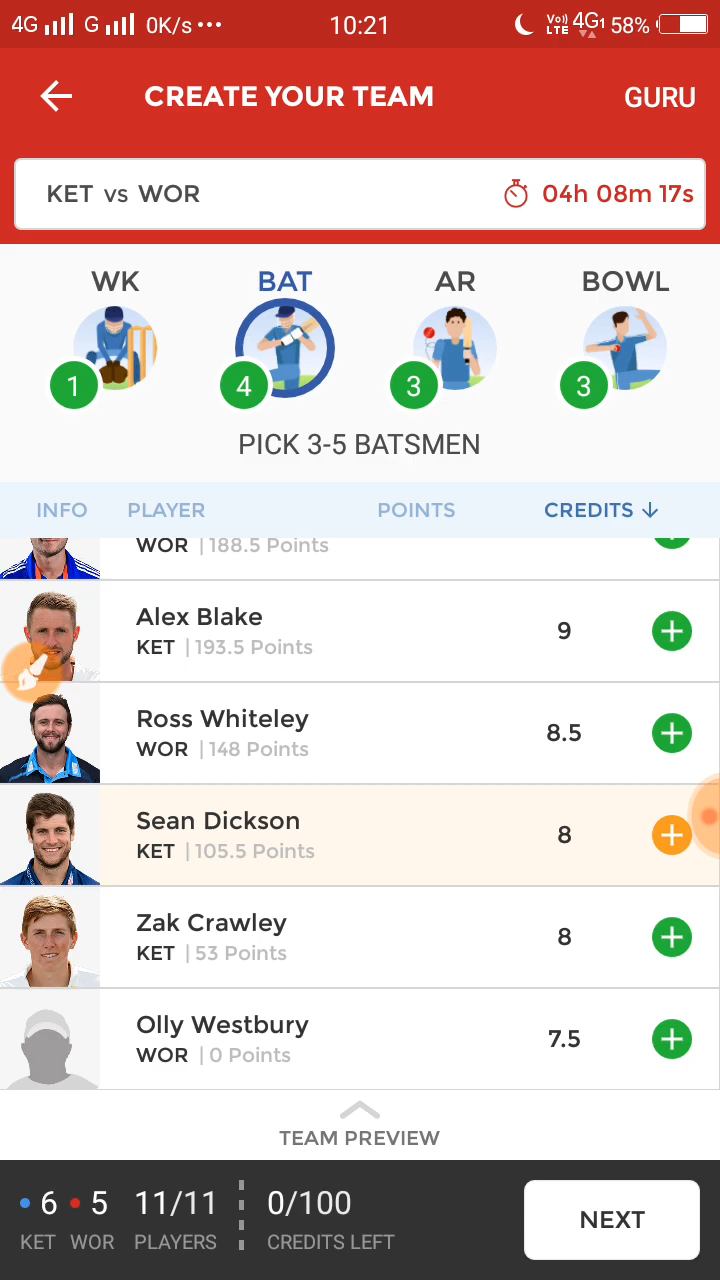 4G G 0K/s ••• 10:21 Vo)) LTE 4G1 58%
CREATE YOUR TEAM GURU
KET vs WOR 04h 08m 17s
WK BAT AR BOWL
1 4 3 3
PICK 3-5 BATSMEN
INFO PLAYER POINTS CREDITS ↓
WOR | 188.5 Points
Alex Blake
KET | 193.5 Points
9
Ross Whiteley
WOR | 148 Points
8.5
Sean Dickson
KET | 105.5 Points
8
Zak Crawley
KET | 53 Points
8
Olly Westbury
WOR | 0 Points
7.5
TEAM PREVIEW
6 5 11/11 0/100
KET WOR PLAYERS CREDITS LEFT
NEXT